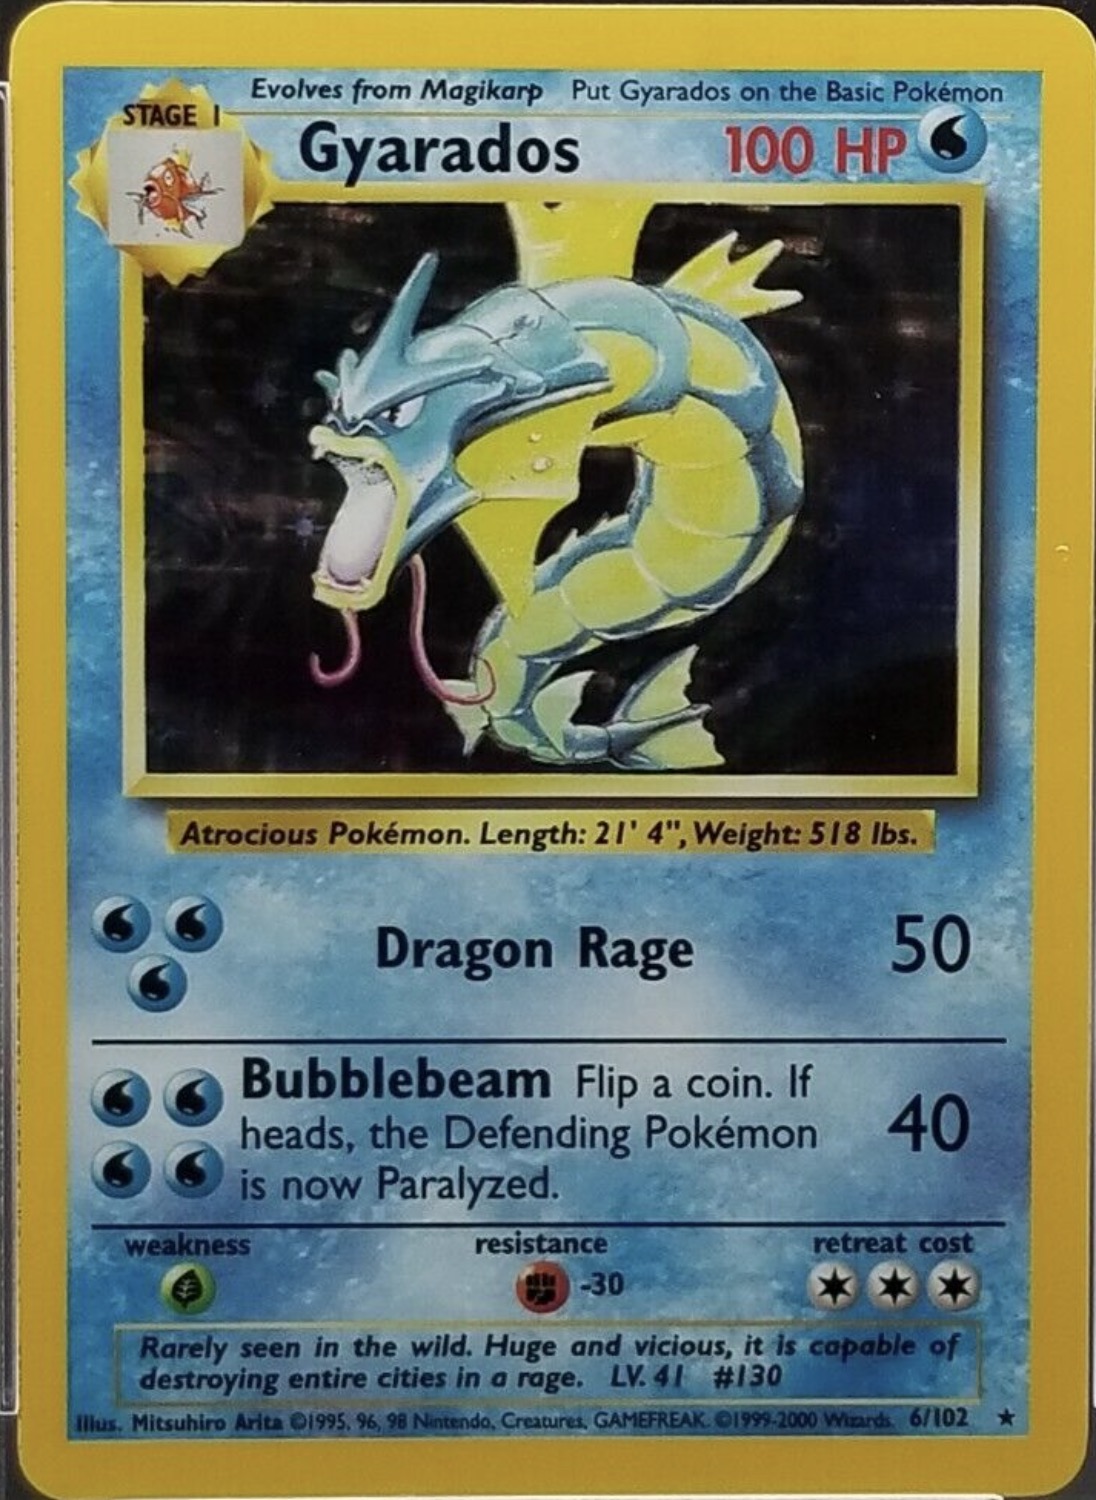 Evolves from Magikarp Put Gyarados on the Basic Pokémon
STAGE 1
Gyarados 100 HP
Atrocious Pokémon. Length: 21' 4", Weight: 518 lbs.
Dragon Rage 50
Bubblebeam Flip a coin. If
heads, the Defending Pokémon 40
is now Paralyzed.
weakness resistance retreat cost
-30
Rarely seen in the wild. Huge and vicious, it is capable of
destroying entire cities in a rage. LV. 41 #130
Illus. Mitsuhiro Arita ©1995, 96, 98 Nintendo, Creatures, GAMEFREAK. ©1999-2000 Wizards. 6/102 ★